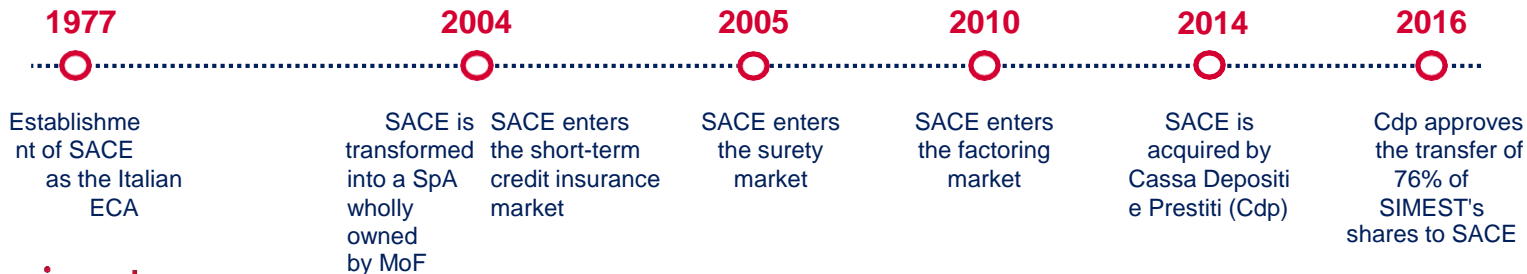 1977
2004
2005
2010
2014
2016
Establishme
nt of SACE
as the Italian
ECA
SACE is
transformed
into a SpA
wholly
owned
by MoF
SACE enters
the short-term
credit insurance
market
SACE enters
the surety
market
SACE enters
the factoring
market
SACE is
acquired by
Cassa Depositi
e Prestiti (Cdp)
Cdp approves
the transfer of
76% of
SIMEST's
shares to SACE